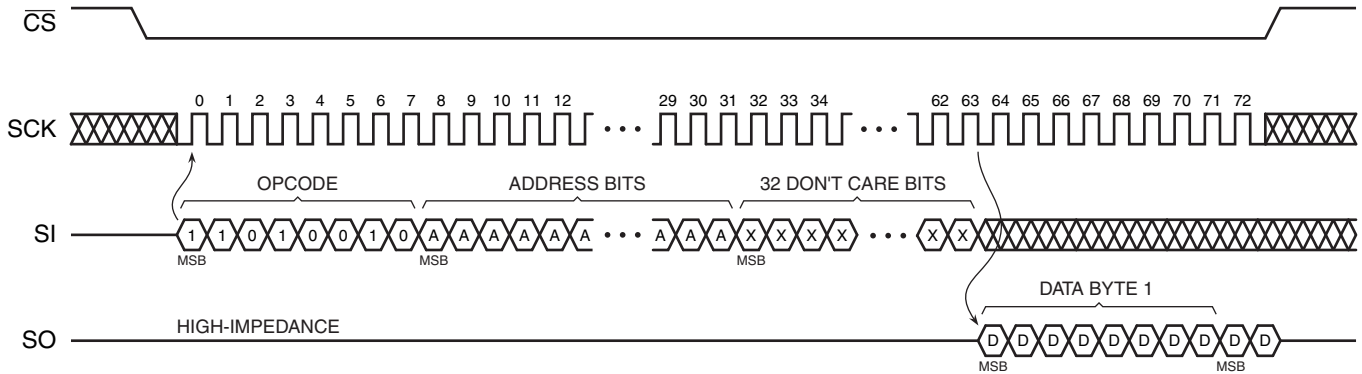 CS
0 1 2 3 4 5 6 7 8 9 10 11 12 29 30 31 32 33 34 62 63 64 65 66 67 68 69 70 71 72
SCK • • • • • •
OPCODE ADDRESS BITS 32 DON'T CARE BITS
SI 1 1 0 1 0 0 1 0 A A A A A A • • • A A A X X X X • • • X X
MSB MSB MSB
DATA BYTE 1
HIGH-IMPEDANCE
SO D D D D D D D D D D
MSB MSB